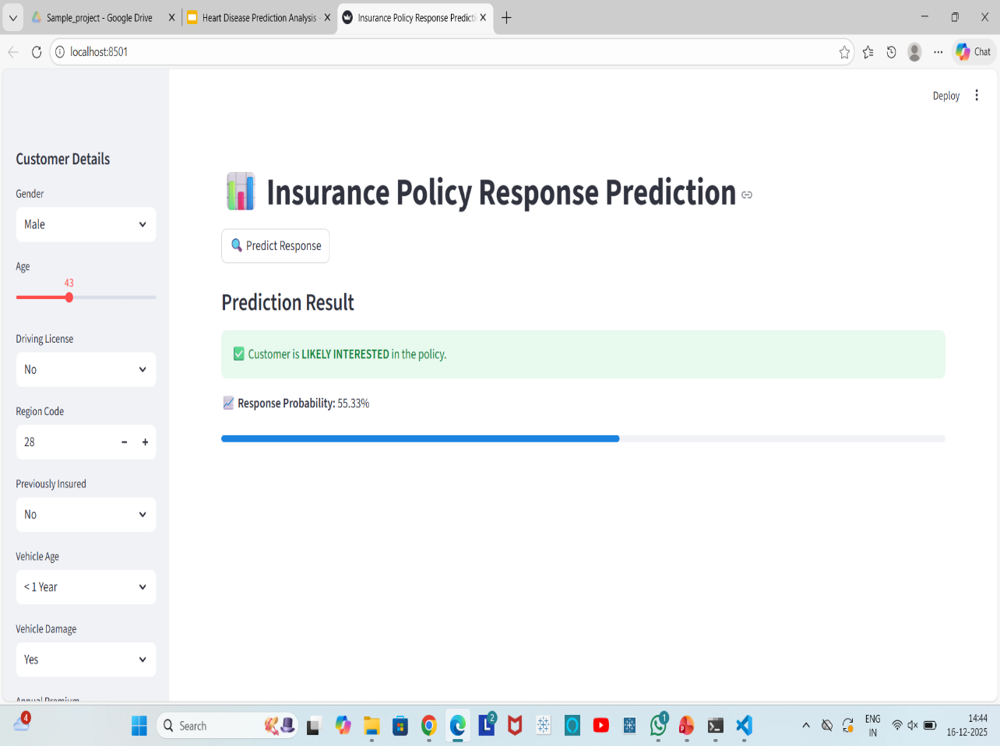 Sample_project - Google Drive
Heart Disease Prediction Analysis -
Insurance Policy Response Predicti
localhost:8501
Chat
Deploy
Customer Details
Gender
Male
Age
43
Driving License
No
Region Code
28
Previously Insured
No
Vehicle Age
< 1 Year
Vehicle Damage
Yes
Annual Premium
Insurance Policy Response Prediction
Predict Response
Prediction Result
Customer is LIKELY INTERESTED in the policy.
Response Probability: 55.33%
4
Search
2
1
ENG
IN
14:44
16-12-2025